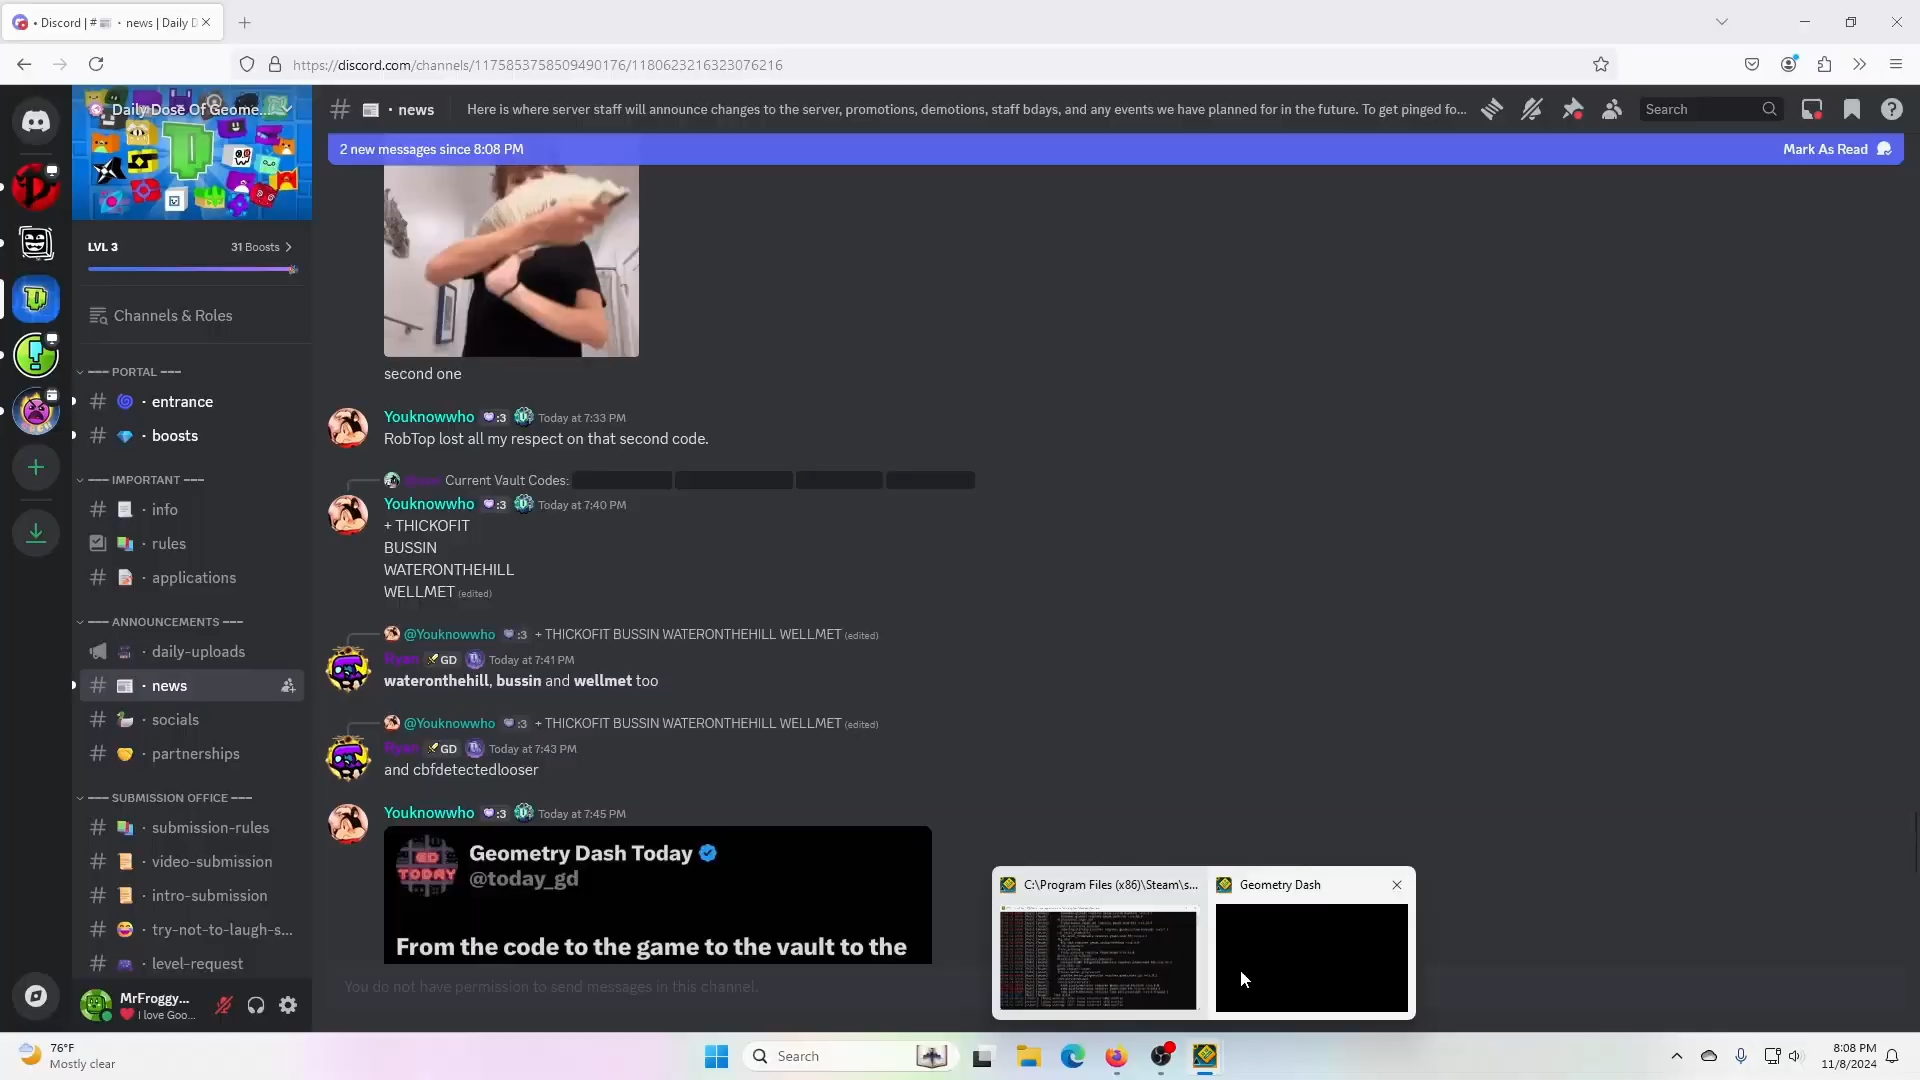 • Discord | # · news | Daily D
https://discord.com/channels/1175853758509490176/1180623216323076216
Daily Dose Of Geome...
# · news
Here is where server staff will announce changes to the server, promotions, demotions, staff bdays, and any events we have planned for in the future. To get pinged fo...
Search
2 new messages since 8:08 PM
Mark As Read
LVL 3
31 Boosts
Channels & Roles
PORTAL
· entrance
· boosts
IMPORTANT
· info
· rules
· applications
ANNOUNCEMENTS
· daily-uploads
· news
· socials
· partnerships
SUBMISSION OFFICE
· submission-rules
· video-submission
· intro-submission
· try-not-to-laugh-s...
· level-request
MrFroggy...
I love Goo...
second one
Youknowwho :3 Today at 7:33 PM
RobTop lost all my respect on that second code.
Current Vault Codes:
Youknowwho :3 Today at 7:40 PM
+ THICKOFIT
BUSSIN
WATERONTHEHILL
WELLMET (edited)
@Youknowwho :3 + THICKOFIT BUSSIN WATERONTHEHILL WELLMET (edited)
Ryan GD Today at 7:41 PM
wateronthehill, bussin and wellmet too
@Youknowwho :3 + THICKOFIT BUSSIN WATERONTHEHILL WELLMET (edited)
Ryan GD Today at 7:43 PM
and cbfdetectedlooser
Youknowwho :3 Today at 7:45 PM
GD
TODAY
Geometry Dash Today
@today_gd
From the code to the game to the vault to the
You do not have permission to send messages in this channel.
C:\Program Files (x86)\Steam\s...
Geometry Dash
76°F
Mostly clear
Search
8:08 PM
11/8/2024